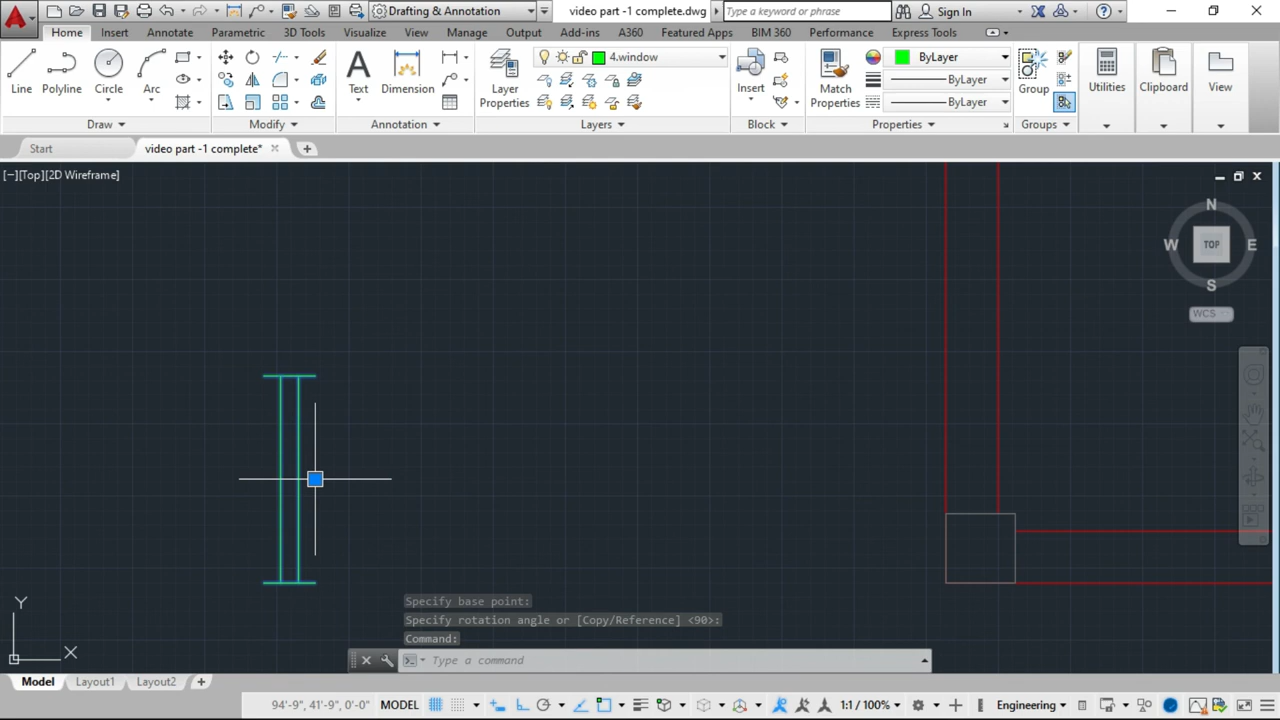 Drafting & Annotation
video part -1 complete.dwg
Type a keyword or phrase
Sign In
Home Insert Annotate Parametric 3D Tools Visualize View Manage Output Add-ins A360 Featured Apps BIM 360 Performance Express Tools
Line
Polyline
Circle
Arc
Draw
Modify
Text
Dimension
Annotation
Layer
Properties
4.window
Layers
Insert
Block
Match
Properties
ByLayer
ByLayer
ByLayer
Properties
Group
Groups
Utilities
Clipboard
View
Start
video part -1 complete*
[−][Top][2D Wireframe]
N
W
TOP
E
S
WCS
Y
X
Specify base point:
Specify rotation angle or [Copy/Reference] <90>:
Command:
Type a command
Model Layout1 Layout2
94'-9", 41'-9", 0'-0" MODEL 1:1 / 100% Engineering